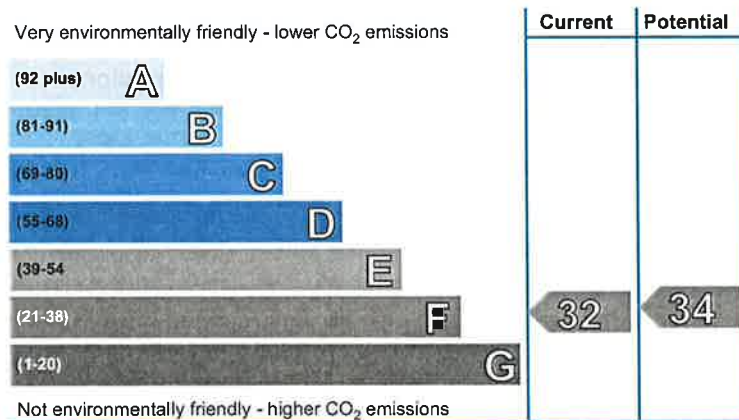 Current Potential
Very environmentally friendly - lower CO₂ emissions
(92 plus) A
(81-91) B
(69-80) C
(55-68) D
(39-54 E
(21-38) F 32 34
(1-20) G
Not environmentally friendly - higher CO₂ emissions